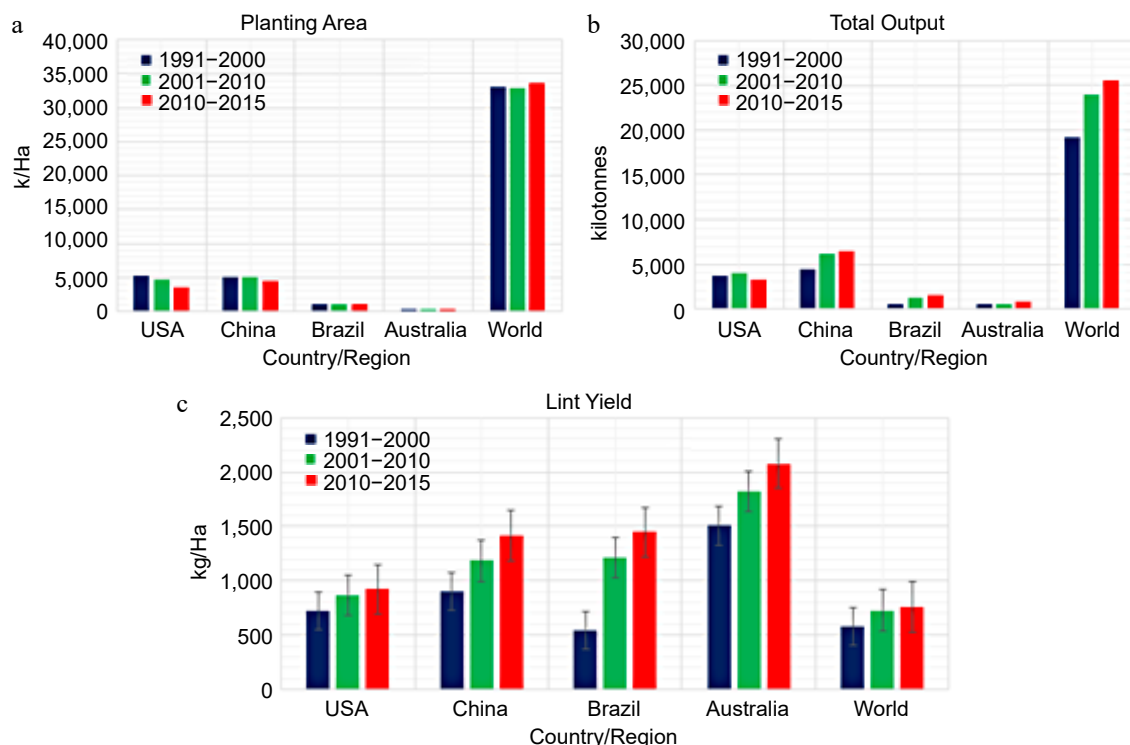 a
Planting Area
40,000
35,000
30,000
25,000
20,000
15,000
10,000
5,000
0
k/Ha
1991−2000
2001−2010
2010−2015
USA China Brazil Australia World
Country/Region
b
Total Output
30,000
25,000
20,000
15,000
10,000
5,000
0
kilotonnes
1991−2000
2001−2010
2010−2015
USA China Brazil Australia World
Country/Region
c
Lint Yield
2,500
2,000
1,500
1,000
500
0
kg/Ha
1991−2000
2001−2010
2010−2015
USA China Brazil Australia World
Country/Region